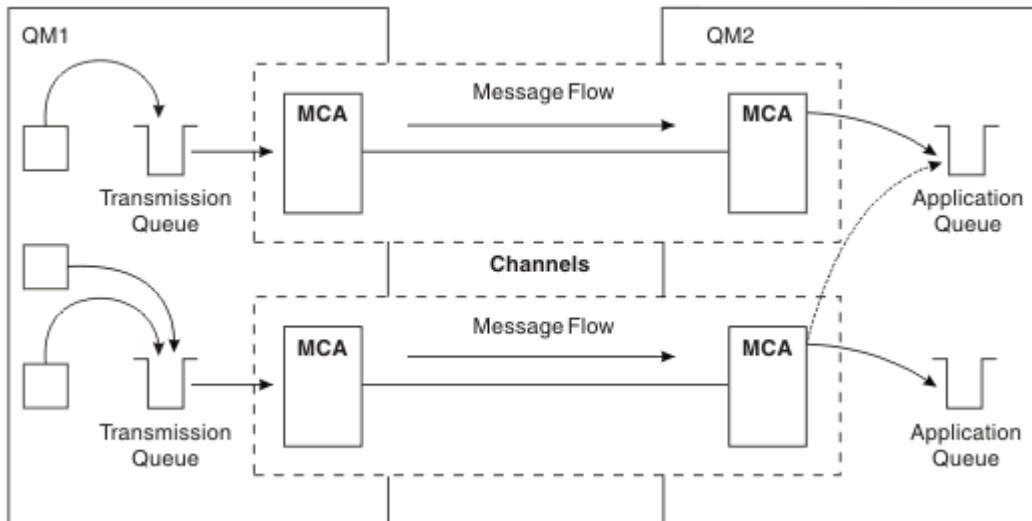 QM1
QM2
MCA
Message Flow
MCA
Transmission
Queue
Application
Queue
Channels
MCA
Message Flow
MCA
Transmission
Queue
Application
Queue